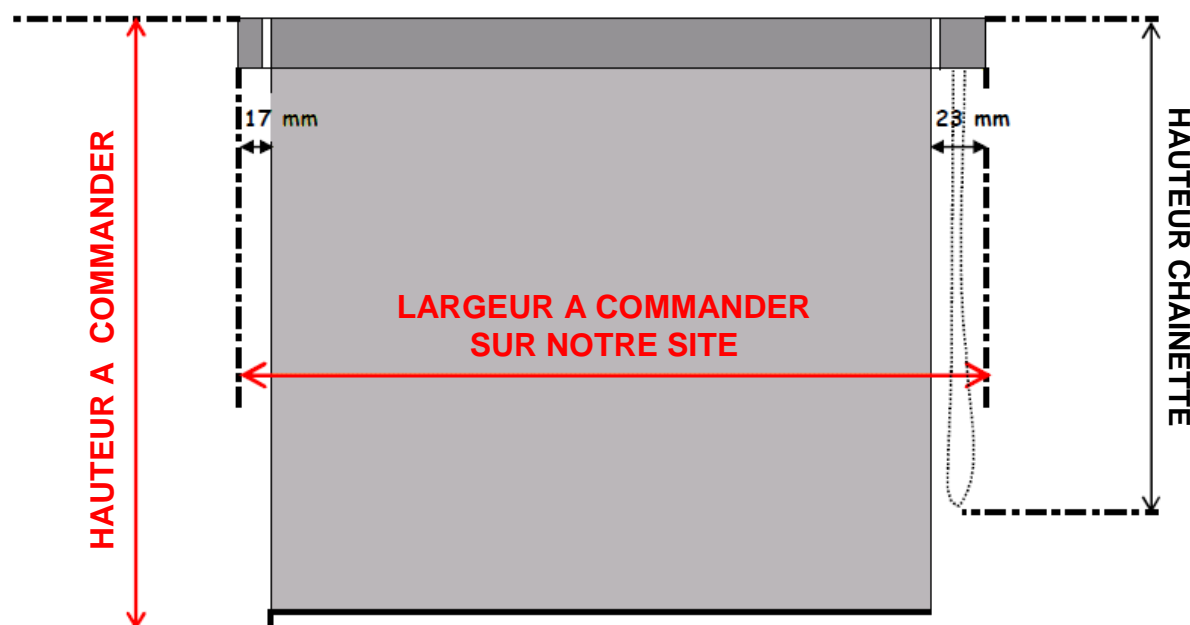 17 mm
23 mm
HAUTEUR A COMMANDER
LARGEUR A COMMANDER
SUR NOTRE SITE
HAUTEUR CHAINETTE